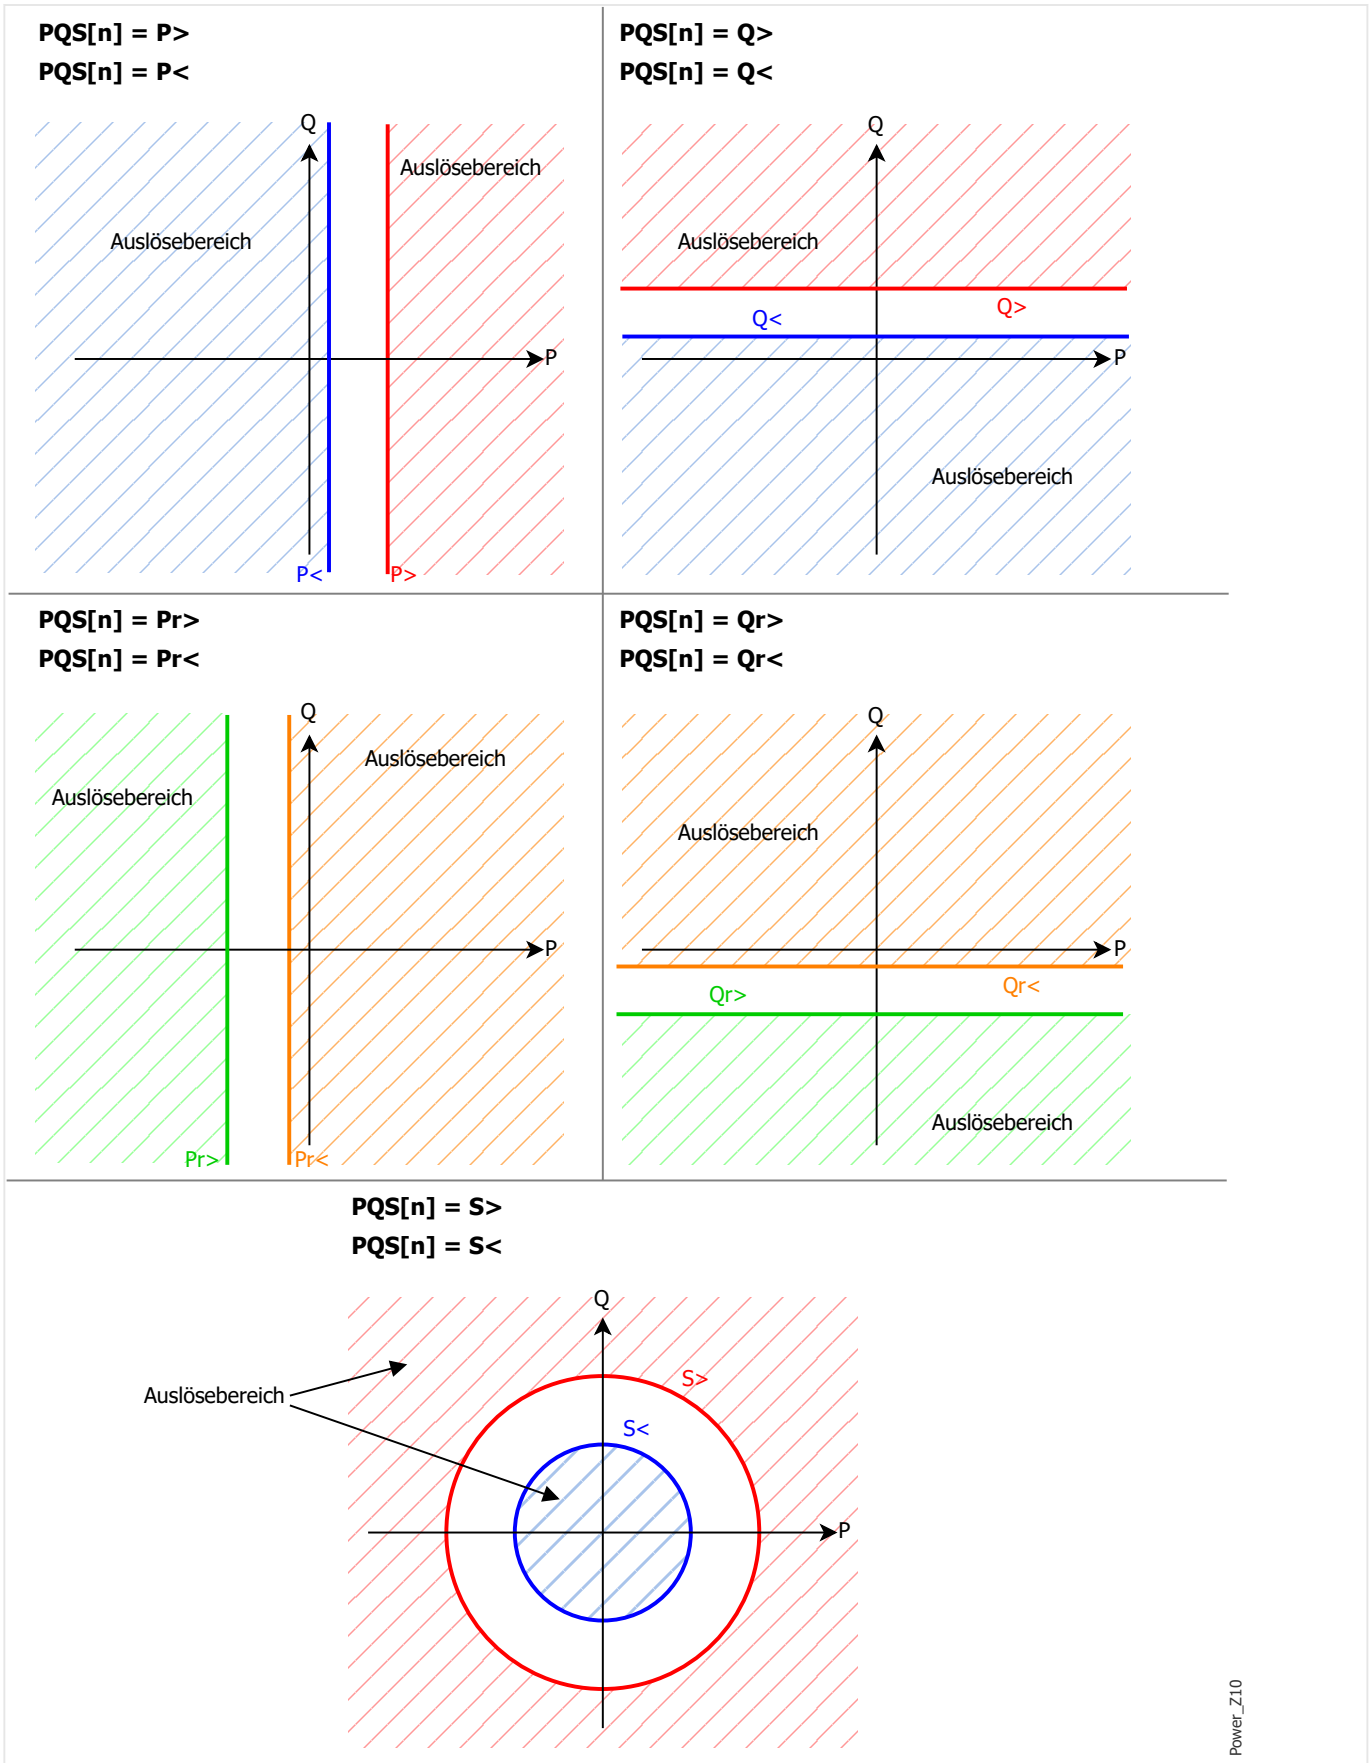 PQS[n] = P>
PQS[n] = P<
Q
Auslösebereich
Auslösebereich
P
P<
P>
PQS[n] = Q>
PQS[n] = Q<
Q
Auslösebereich
Q>
Q<
P
Auslösebereich
PQS[n] = Pr>
PQS[n] = Pr<
Q
Auslösebereich
Auslösebereich
P
Pr>
Pr<
PQS[n] = Qr>
PQS[n] = Qr<
Q
Auslösebereich
P
Qr>
Qr<
Auslösebereich
PQS[n] = S>
PQS[n] = S<
Q
S>
Auslösebereich
S<
P
Power_Z10